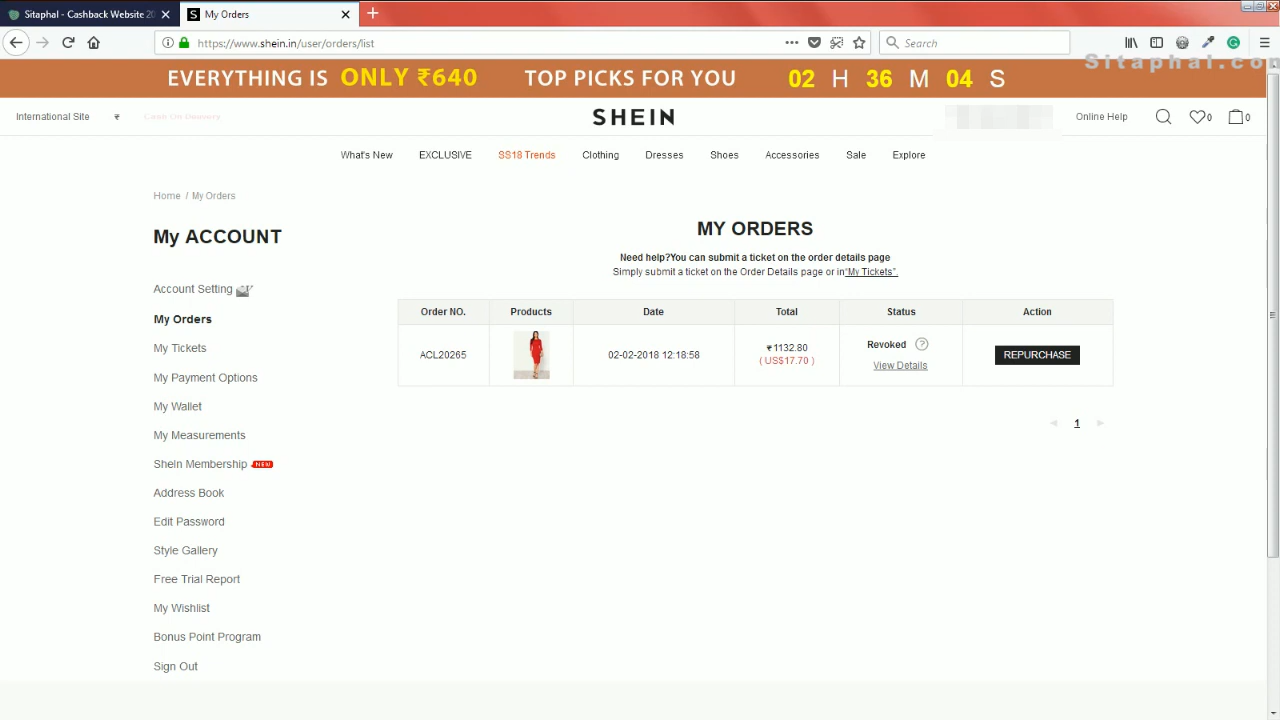 Sitaphal - Cashback Website 20
My Orders
https://www.shein.in/user/orders/list
Search
Sitaphal.com
EVERYTHING IS ONLY ₹640 TOP PICKS FOR YOU 02 H 36 M 04 S
International Site ₹ Cash On Delivery
SHEIN
Online Help 0 0
What's New EXCLUSIVE SS18 Trends Clothing Dresses Shoes Accessories Sale Explore
Home / My Orders
My ACCOUNT
Account Setting
My Orders
My Tickets
My Payment Options
My Wallet
My Measurements
SheIn Membership NEW
Address Book
Edit Password
Style Gallery
Free Trial Report
My Wishlist
Bonus Point Program
Sign Out
MY ORDERS
Need help?You can submit a ticket on the order details page
Simply submit a ticket on the Order Details page or in"My Tickets".
Order NO. Products Date Total Status Action
ACL20265 02-02-2018 12:18:58 ₹1132.80 ( US$17.70 ) Revoked ? View Details REPURCHASE
1